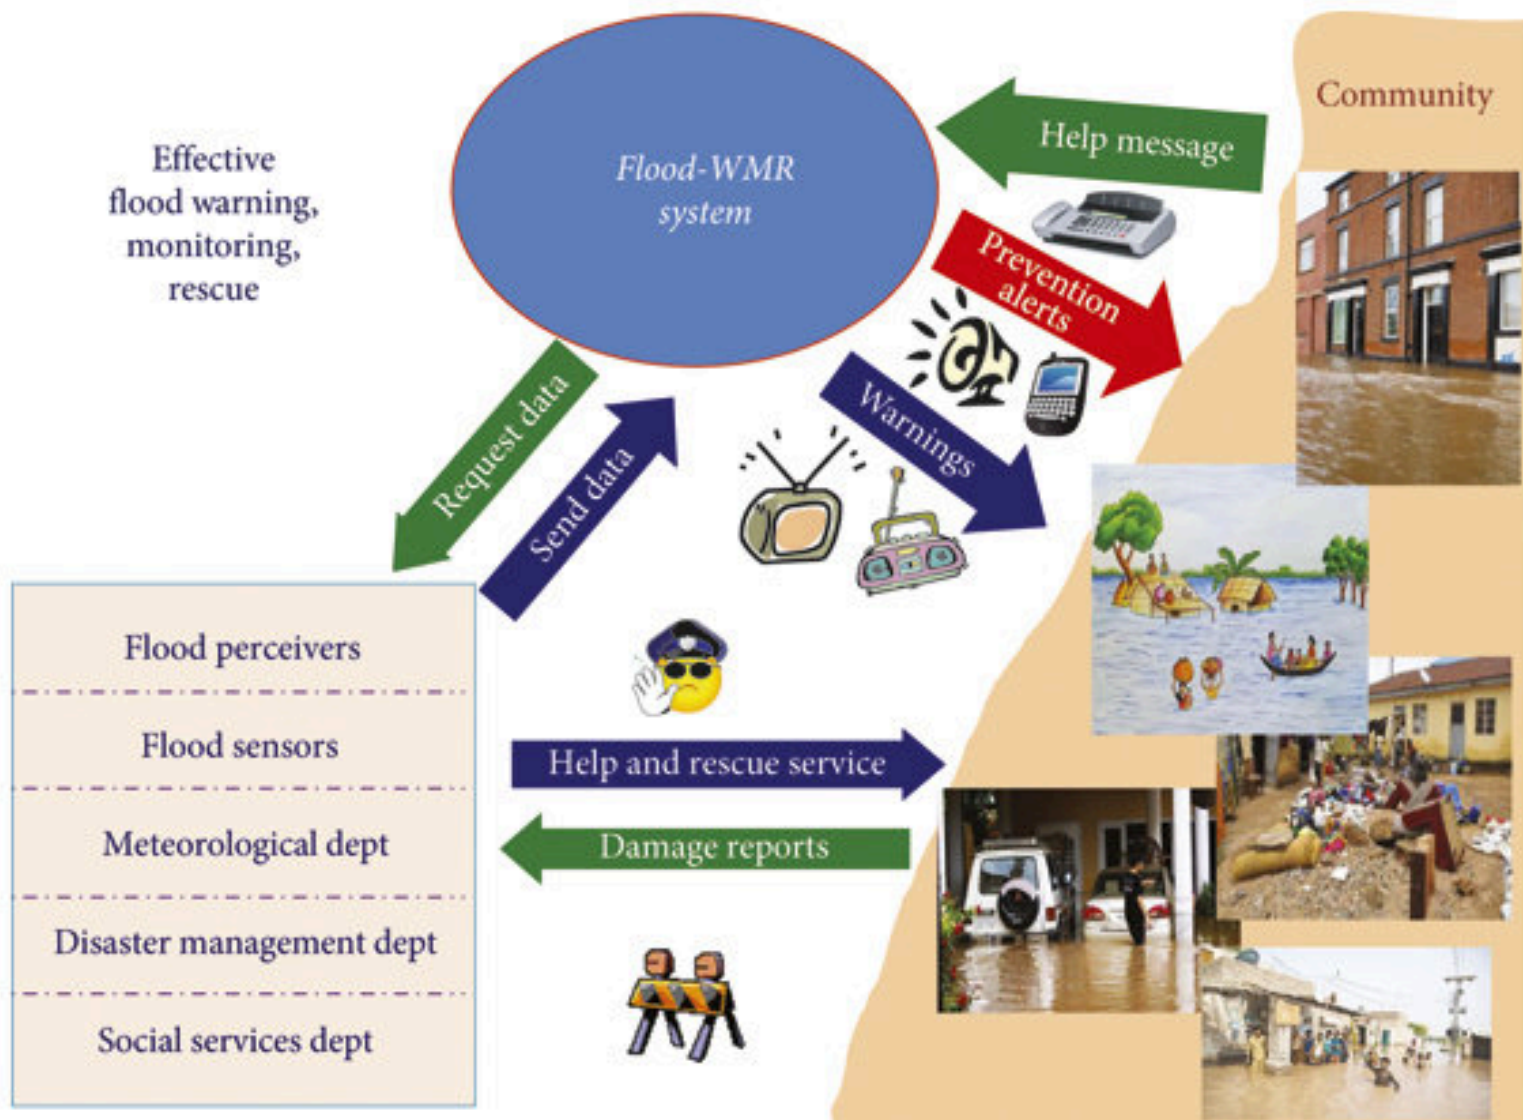 Effective
flood warning,
monitoring,
rescue
Flood-WMR
system
Community
Help message
Prevention
alerts
Warnings
Request data
Send data
Flood perceivers
Flood sensors
Meteorological dept
Disaster management dept
Social services dept
Help and rescue service
Damage reports